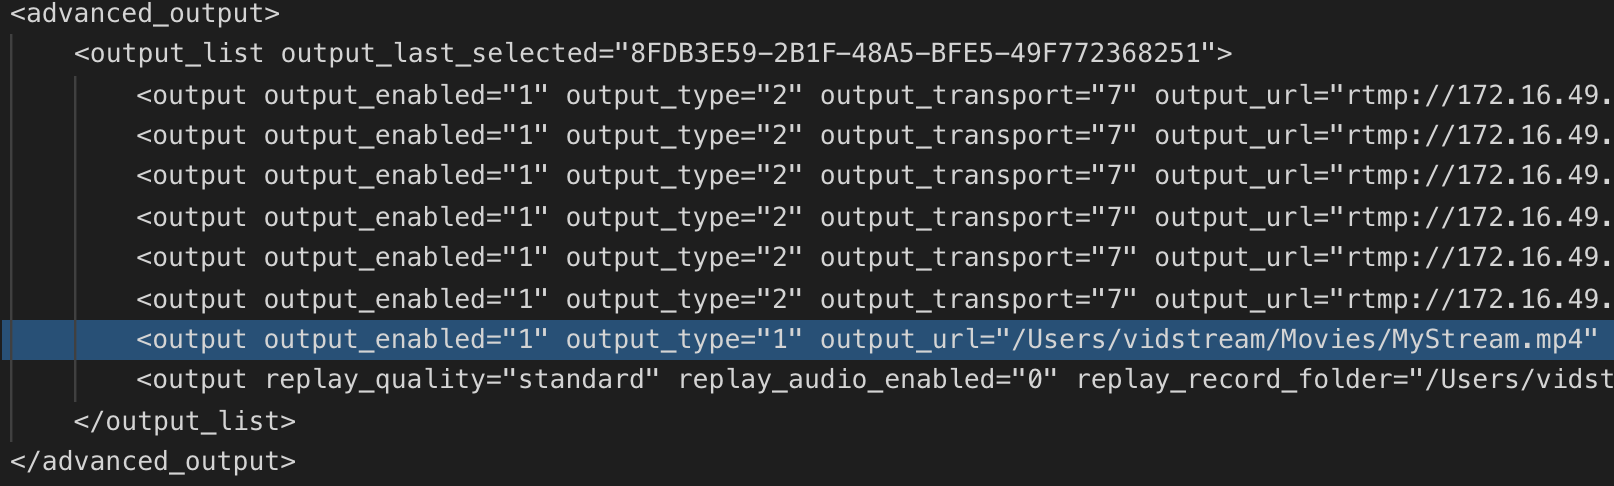 <advanced_output>
<output_list output_last_selected="8FDB3E59-2B1F-48A5-BFE5-49F772368251">
<output output_enabled="1" output_type="2" output_transport="7" output_url="rtmp://172.16.49.
<output output_enabled="1" output_type="2" output_transport="7" output_url="rtmp://172.16.49.
<output output_enabled="1" output_type="2" output_transport="7" output_url="rtmp://172.16.49.
<output output_enabled="1" output_type="2" output_transport="7" output_url="rtmp://172.16.49.
<output output_enabled="1" output_type="2" output_transport="7" output_url="rtmp://172.16.49.
<output output_enabled="1" output_type="2" output_transport="7" output_url="rtmp://172.16.49.
<output output_enabled="1" output_type="1" output_url="/Users/vidstream/Movies/MyStream.mp4"
<output replay_quality="standard" replay_audio_enabled="0" replay_record_folder="/Users/vidst
</output_list>
</advanced_output>